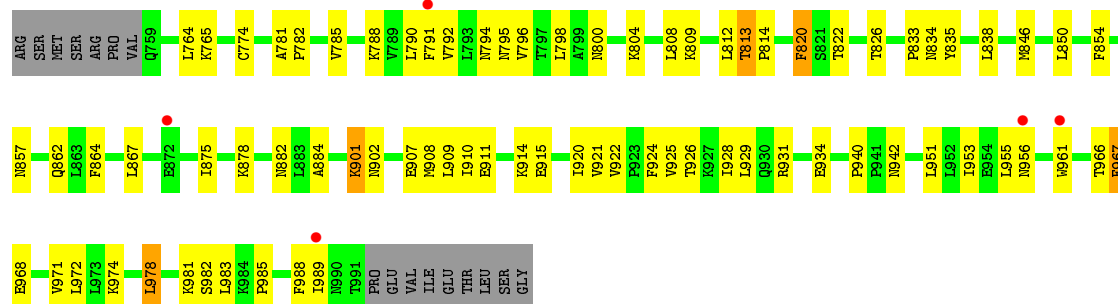 ARG SER MET SER ARG PRO VAL Q759 L764 K765 C774 A781 P782 V785 K788 V789 L790 F791 V792 L793 N794 N795 V796 T797 L798 A799 N800 K804 L808 K809 L812 T813 P814 F820 S821 T822 T826 P833 N834 Y835 L838 M846 L850 F854
N857 Q862 L863 F864 L867 E872 I875 K878 N882 L883 A884 K901 N902 E907 M908 L909 I910 E911 K914 E915 I920 V921 V922 P923 F924 V925 T926 K927 I928 L929 Q930 R931 E934 P940 P941 N942 L951 L952 I953 E954 L955 N956 W961 T966 E967
E968 V971 L972 L973 K974 L978 K981 S982 L983 K984 P985 F988 I989 N990 T991 PRO GLU VAL ILE GLU THR LEU SER GLY